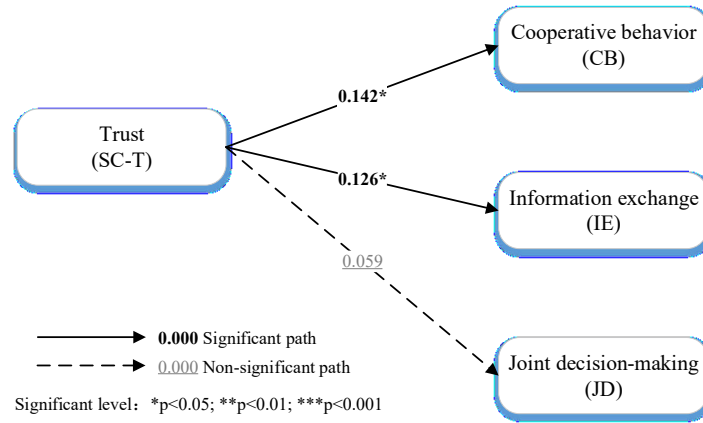 Cooperative behavior
(CB)
0.142*
Trust
(SC-T)
0.126*
Information exchange
(IE)
0.059
0.000 Significant path
0.000 Non-significant path
Joint decision-making
(JD)
Significant level: *p<0.05; **p<0.01; ***p<0.001